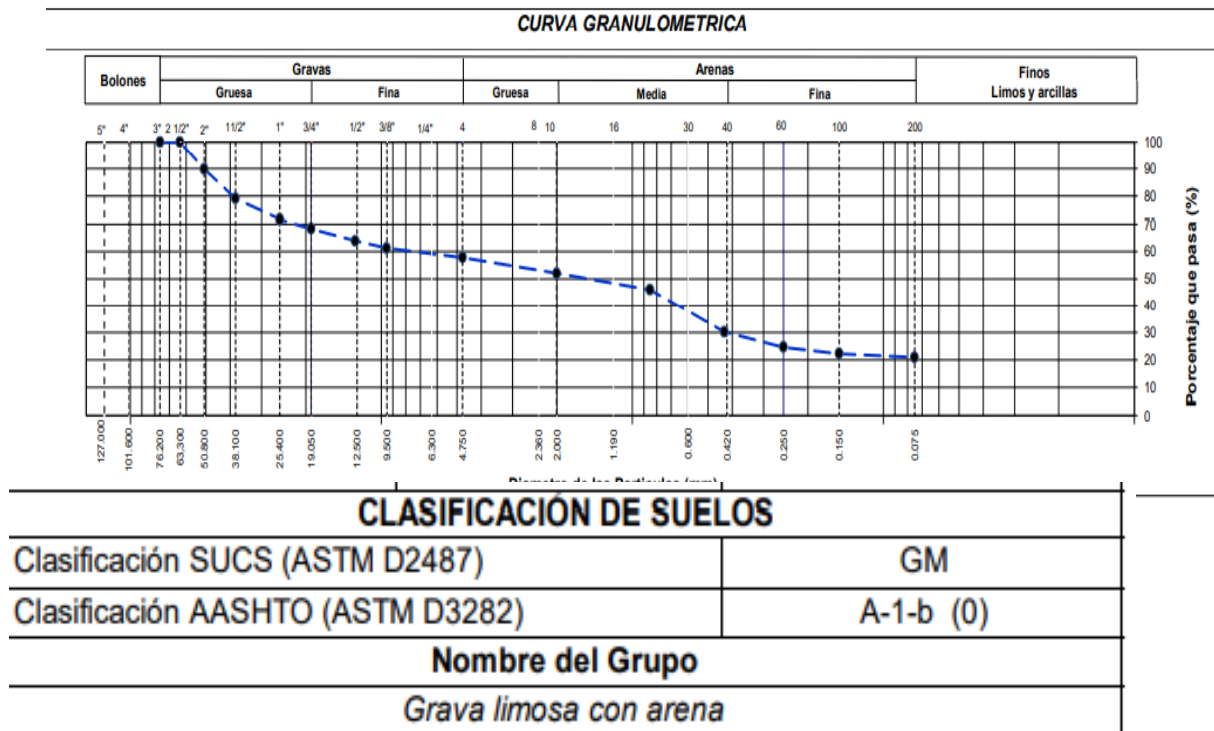 CURVA GRANULOMETRICA
Bolones Gravas Arenas Finos
Limos y arcillas
Gruesa Fina Gruesa Media Fina
5" 4" 3" 2 1/2" 2" 11/2" 1" 3/4" 1/2" 3/8" 1/4" 4 8 10 16 30 40 60 100 200
100
90
80
70
60
50
40
30
20
10
0
Porcentaje que pasa (%)
127.000 101.600 76.200 63.300 50.800 38.100 25.400 19.050 12.500 9.500 6.300 4.750 2.360 2.000 1.190 0.600 0.420 0.250 0.150 0.075
Diametro de las Particulas (mm)
CLASIFICACIÓN DE SUELOS
Clasificación SUCS (ASTM D2487) GM
Clasificación AASHTO (ASTM D3282) A-1-b (0)
Nombre del Grupo
Grava limosa con arena